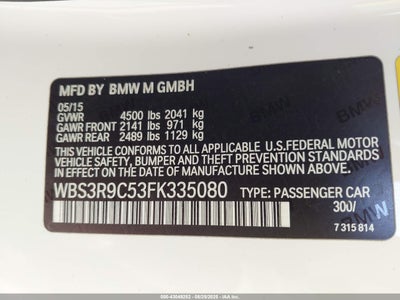 MFD BY BMW M GMBH
05/15
GVWR 4500 lbs 2041 kg
GAWR FRONT 2141 lbs 971 kg
GAWR REAR 2489 lbs 1129 kg
THIS VEHICLE CONFORMS TO ALL APPLICABLE U.S.FEDERAL MOTOR
VEHICLE SAFETY, BUMPER, AND THEFT PREVENTION STANDARDS IN
EFFECT ON THE DATE OF MANUFACTURE SHOWN ABOVE.
WBS3R9C53FK335080 TYPE: PASSENGER CAR
300/
7 315 814